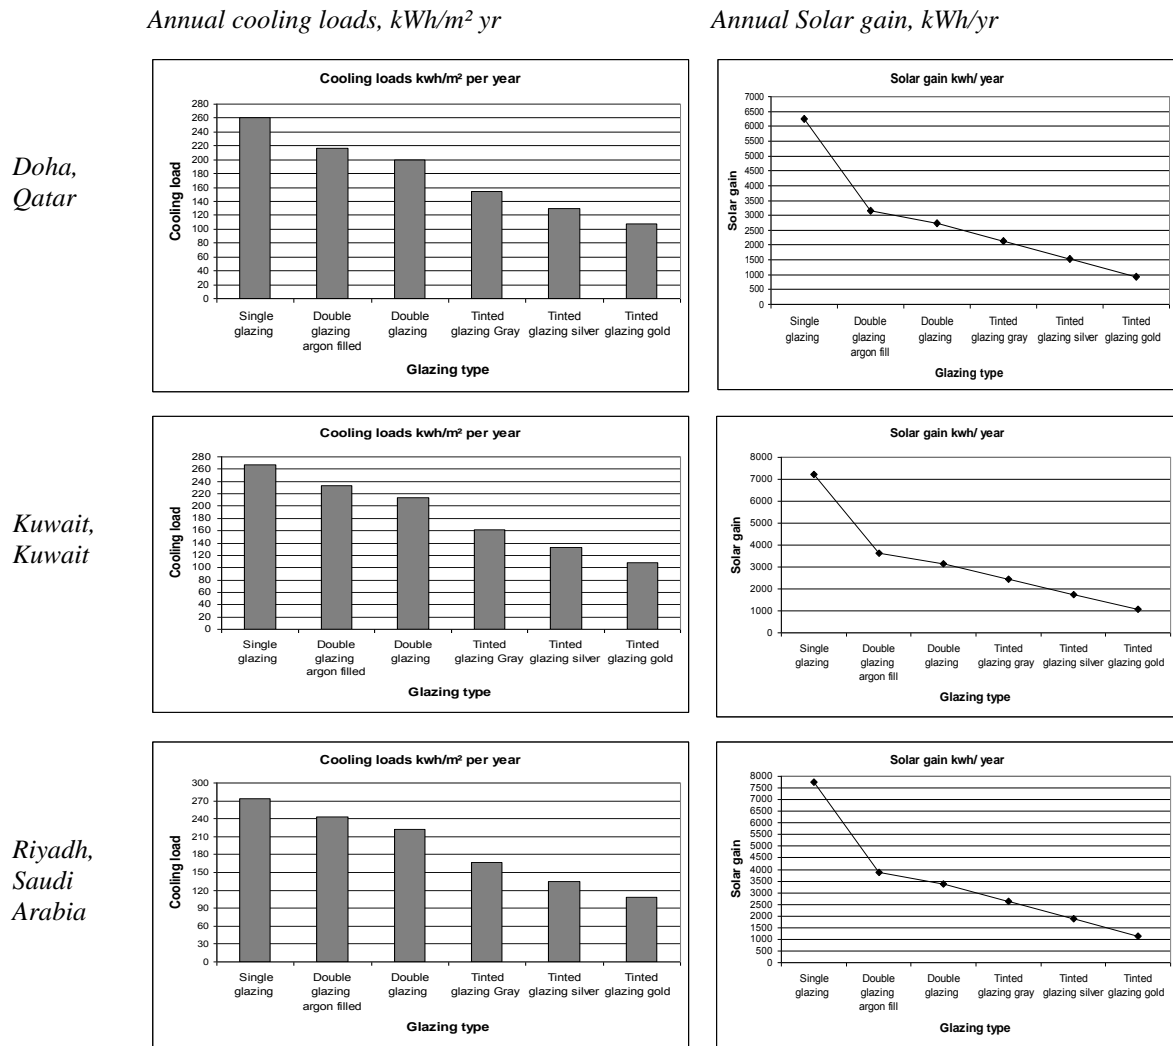 Annual cooling loads, kWh/m² yr
Annual Solar gain, kWh/yr
Doha,
Qatar
Cooling loads kwh/m² per year
Cooling load
280
260
240
220
200
180
160
140
120
100
80
60
40
20
0
Single Double Double Tinted Tinted Tinted
glazing glazing glazing glazing Gray glazing silver glazing gold
argon filled
Glazing type
Solar gain kwh/ year
Solar gain
7000
6500
6000
5500
5000
4500
4000
3500
3000
2500
2000
1500
1000
500
0
Single Double Double Tinted Tinted Tinted
glazing glazing glazing glazing gray glazing silver glazing gold
argon fill
Glazing type
Kuwait,
Kuwait
Cooling loads kwh/m² per year
Cooling load
280
260
240
220
200
180
160
140
120
100
80
60
40
20
0
Single Double Double Tinted Tinted Tinted
glazing glazing glazing glazing Gray glazing silver glazing gold
argon filled
Glazing type
Solar gain kwh/ year
Solar gain
8000
7000
6000
5000
4000
3000
2000
1000
0
Single Double Double Tinted Tinted Tinted
glazing glazing glazing glazing gray glazing silver glazing gold
argon fill
Glazing type
Riyadh,
Saudi
Arabia
Cooling loads kwh/m² per year
Cooling load
300
270
240
210
180
150
120
90
60
30
0
Single Double Double Tinted Tinted Tinted
glazing glazing glazing glazing Gray glazing silver glazing gold
argon filled
Glazing type
Solar gain kwh/ year
Solar gain
8000
7500
7000
6500
6000
5500
5000
4500
4000
3500
3000
2500
2000
1500
1000
500
0
Single Double Double Tinted Tinted Tinted
glazing glazing glazing glazing gray glazing silver glazing gold
argon fill
Glazing type